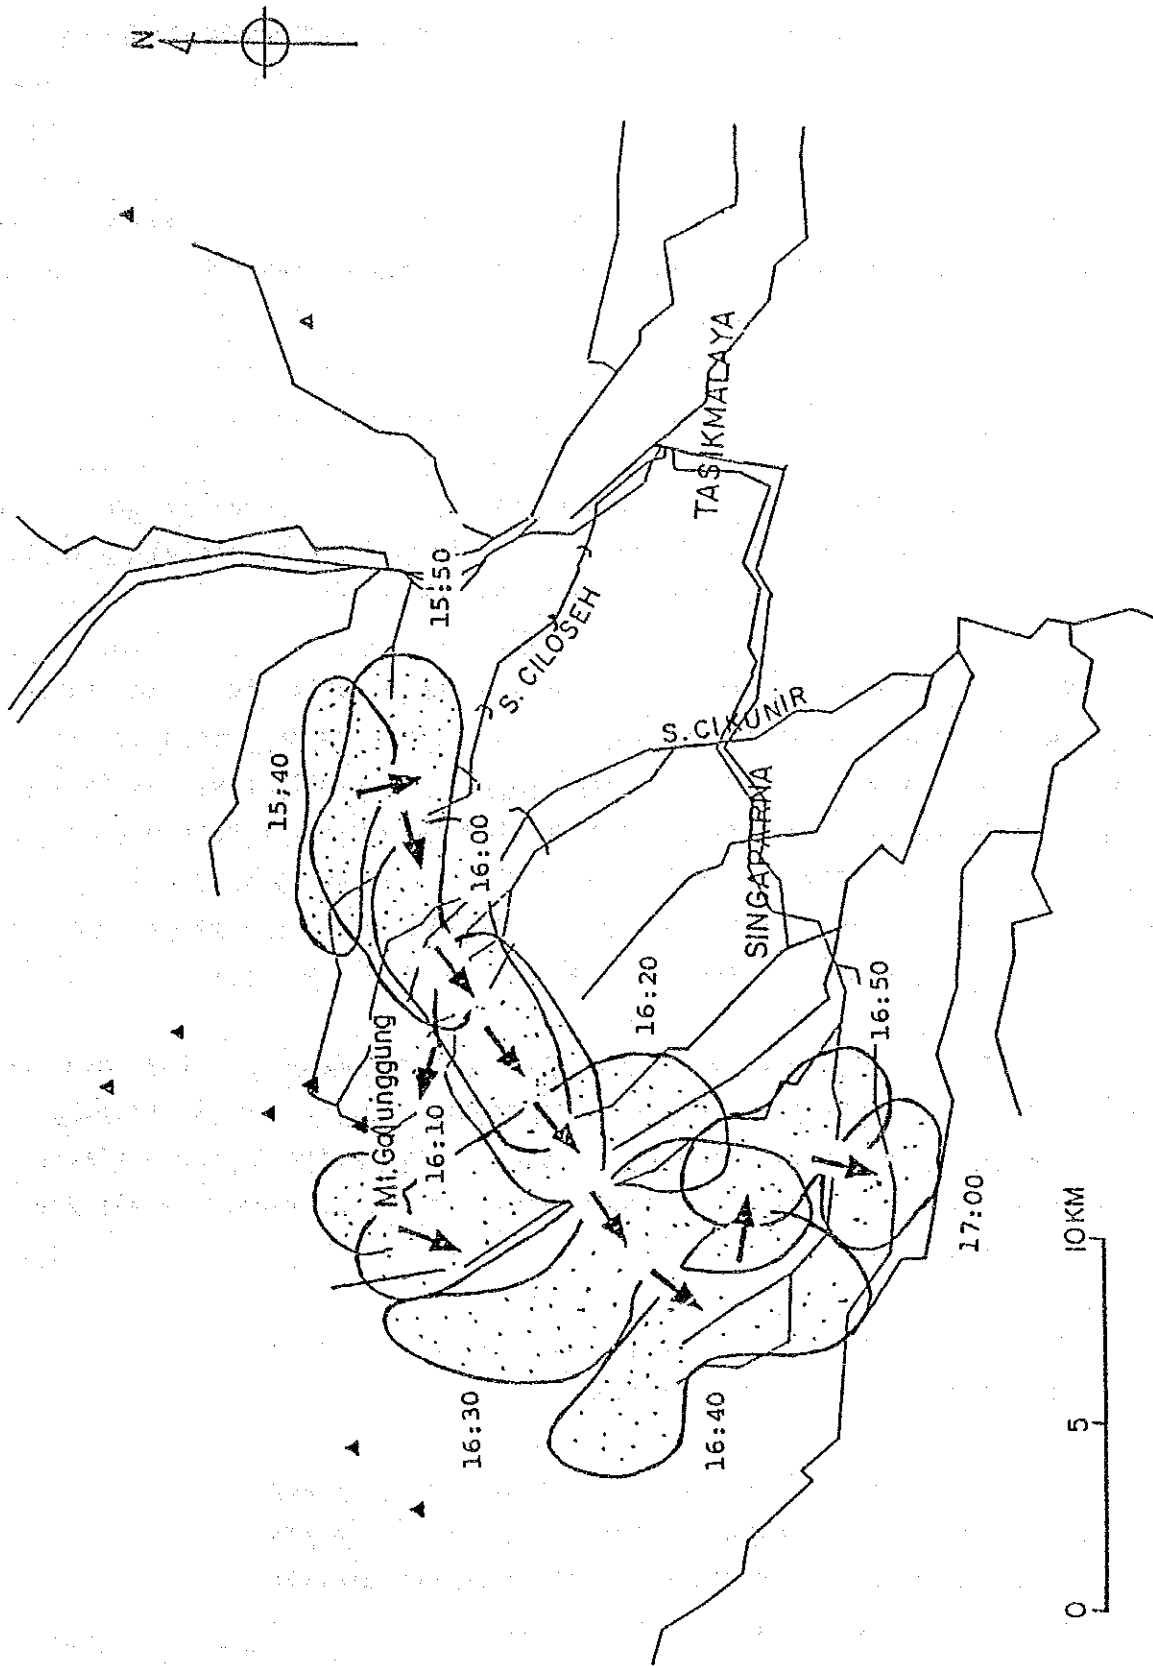 N
15:40
15:50
S. CILOSEH
16:00
TASIKMALAYA
S. CIKUNIR
Mt. Galunggung
16:10
SINGAPARNA
16:20
16:50
16:30
16:40
17:00
0 5 10KM